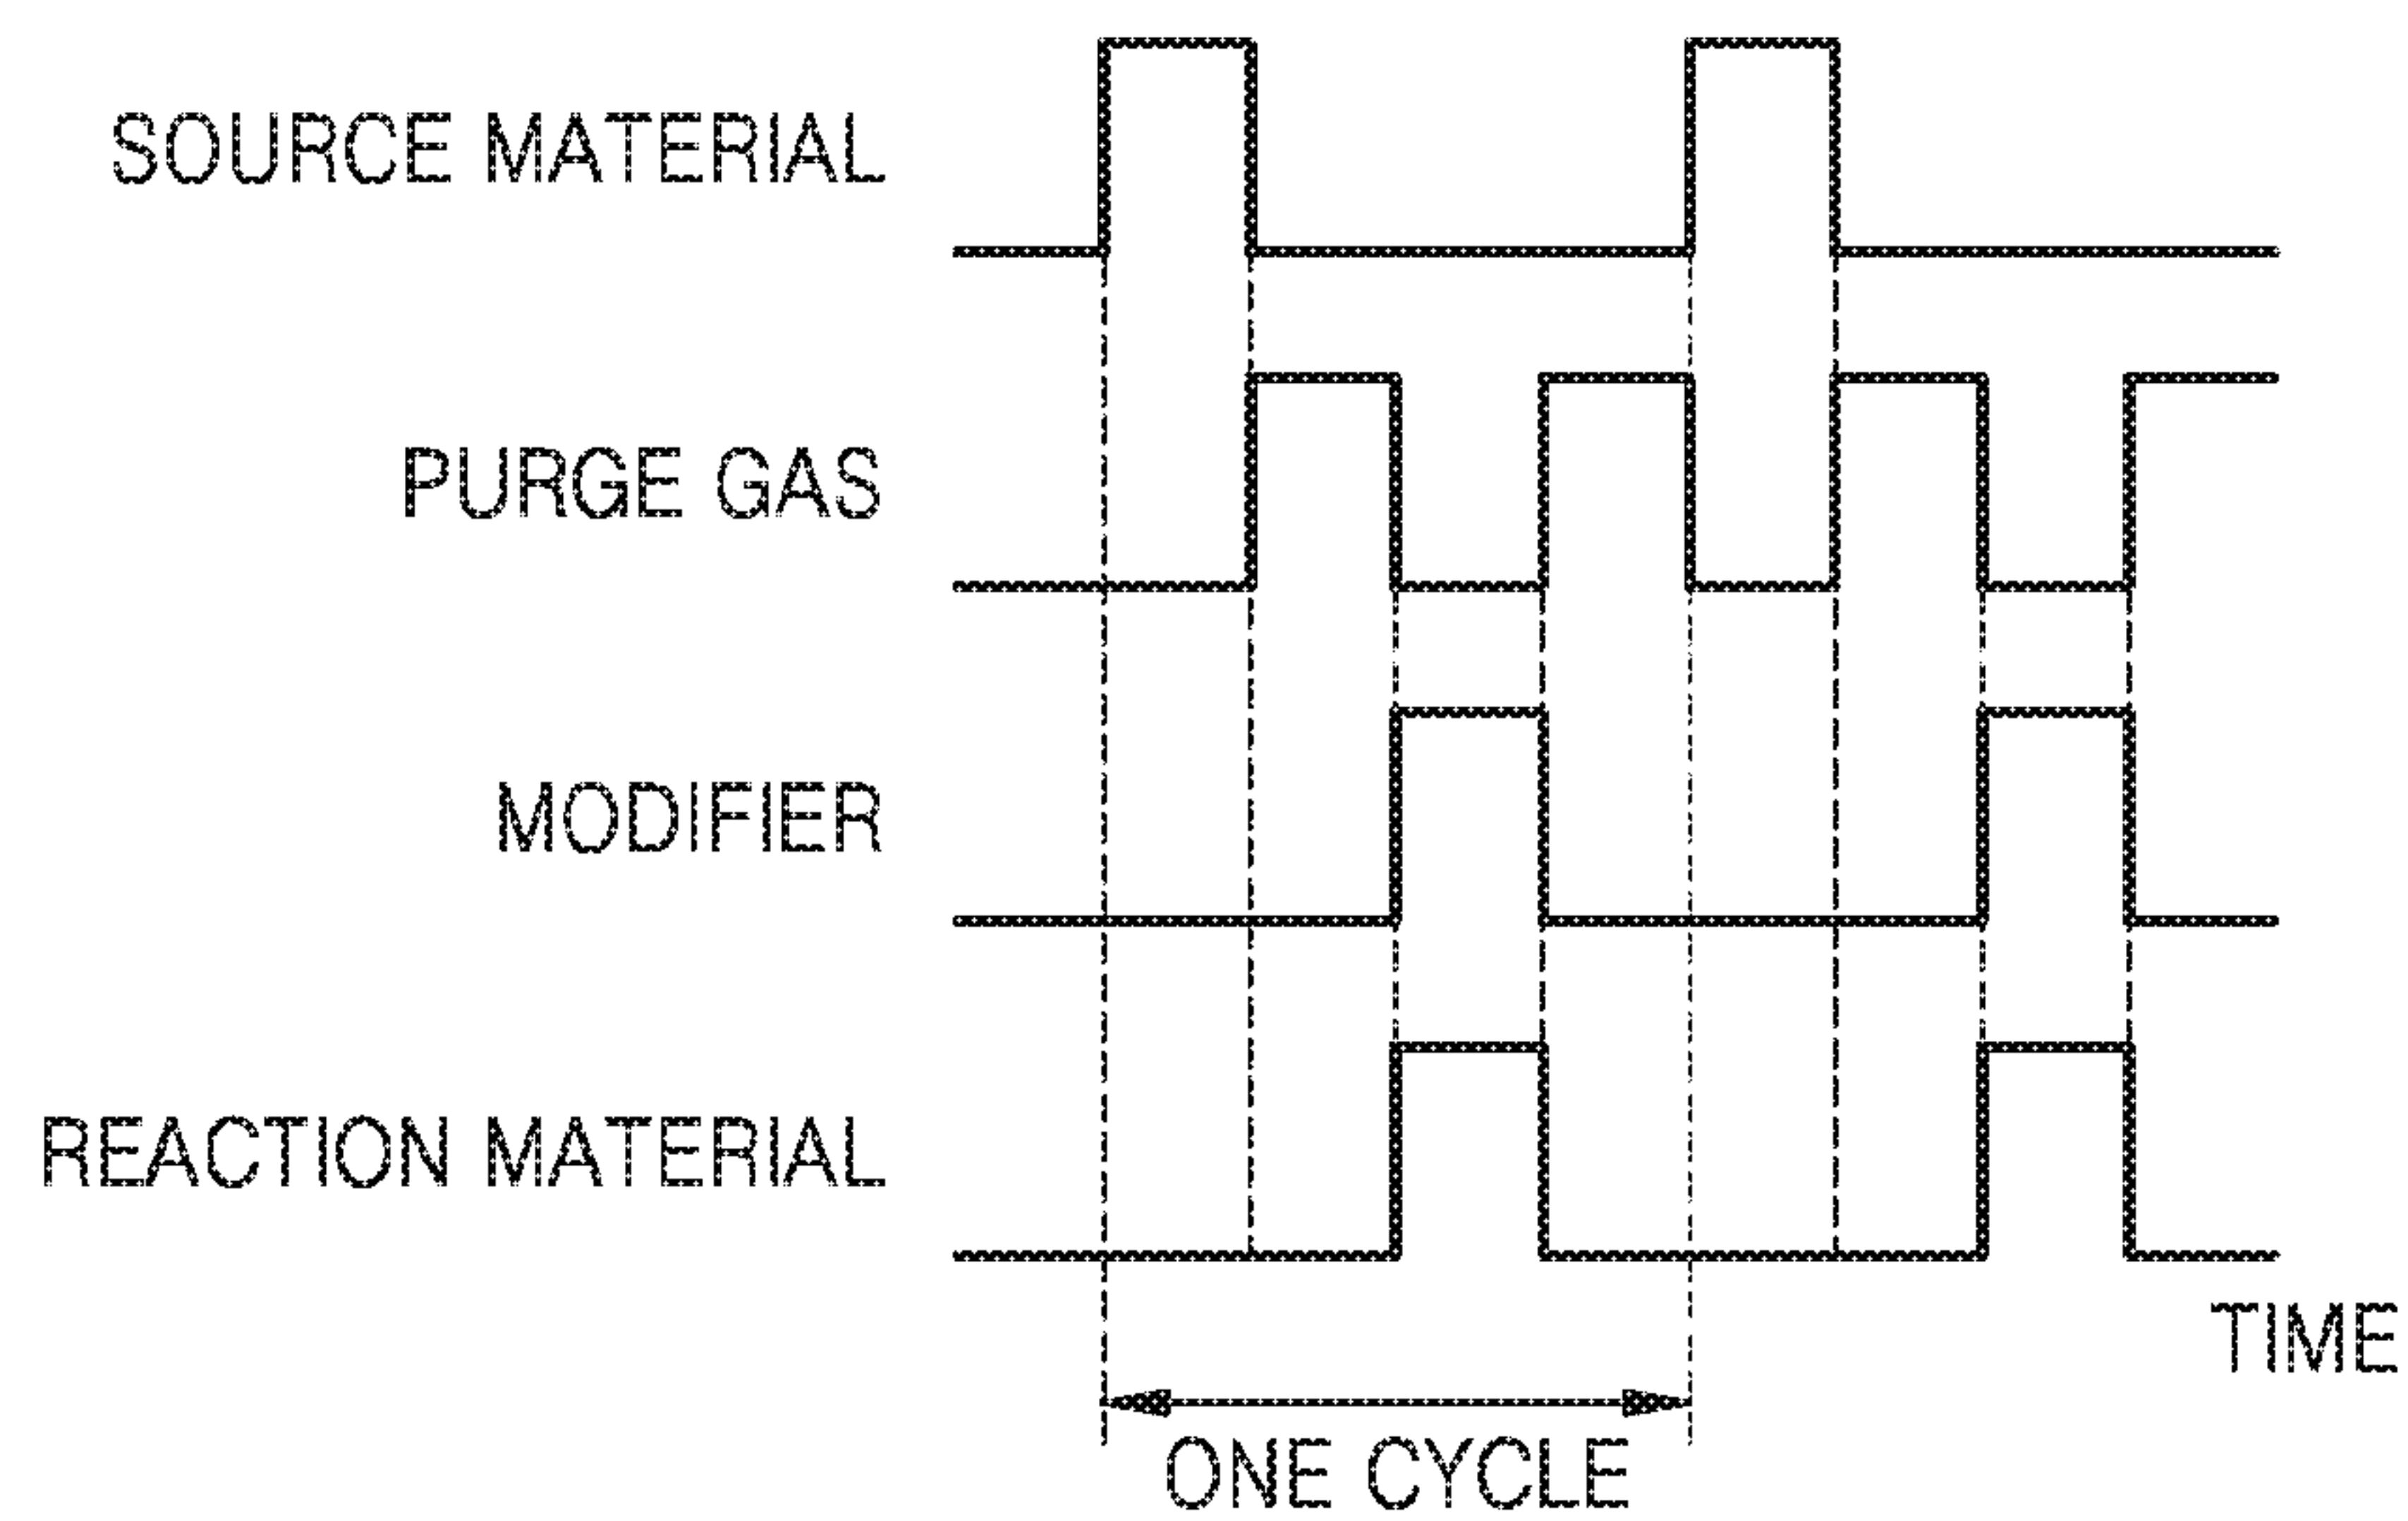 SOURCE MATERIAL
PURGE GAS
MODIFIER
REACTION MATERIAL
TIME
ONE CYCLE